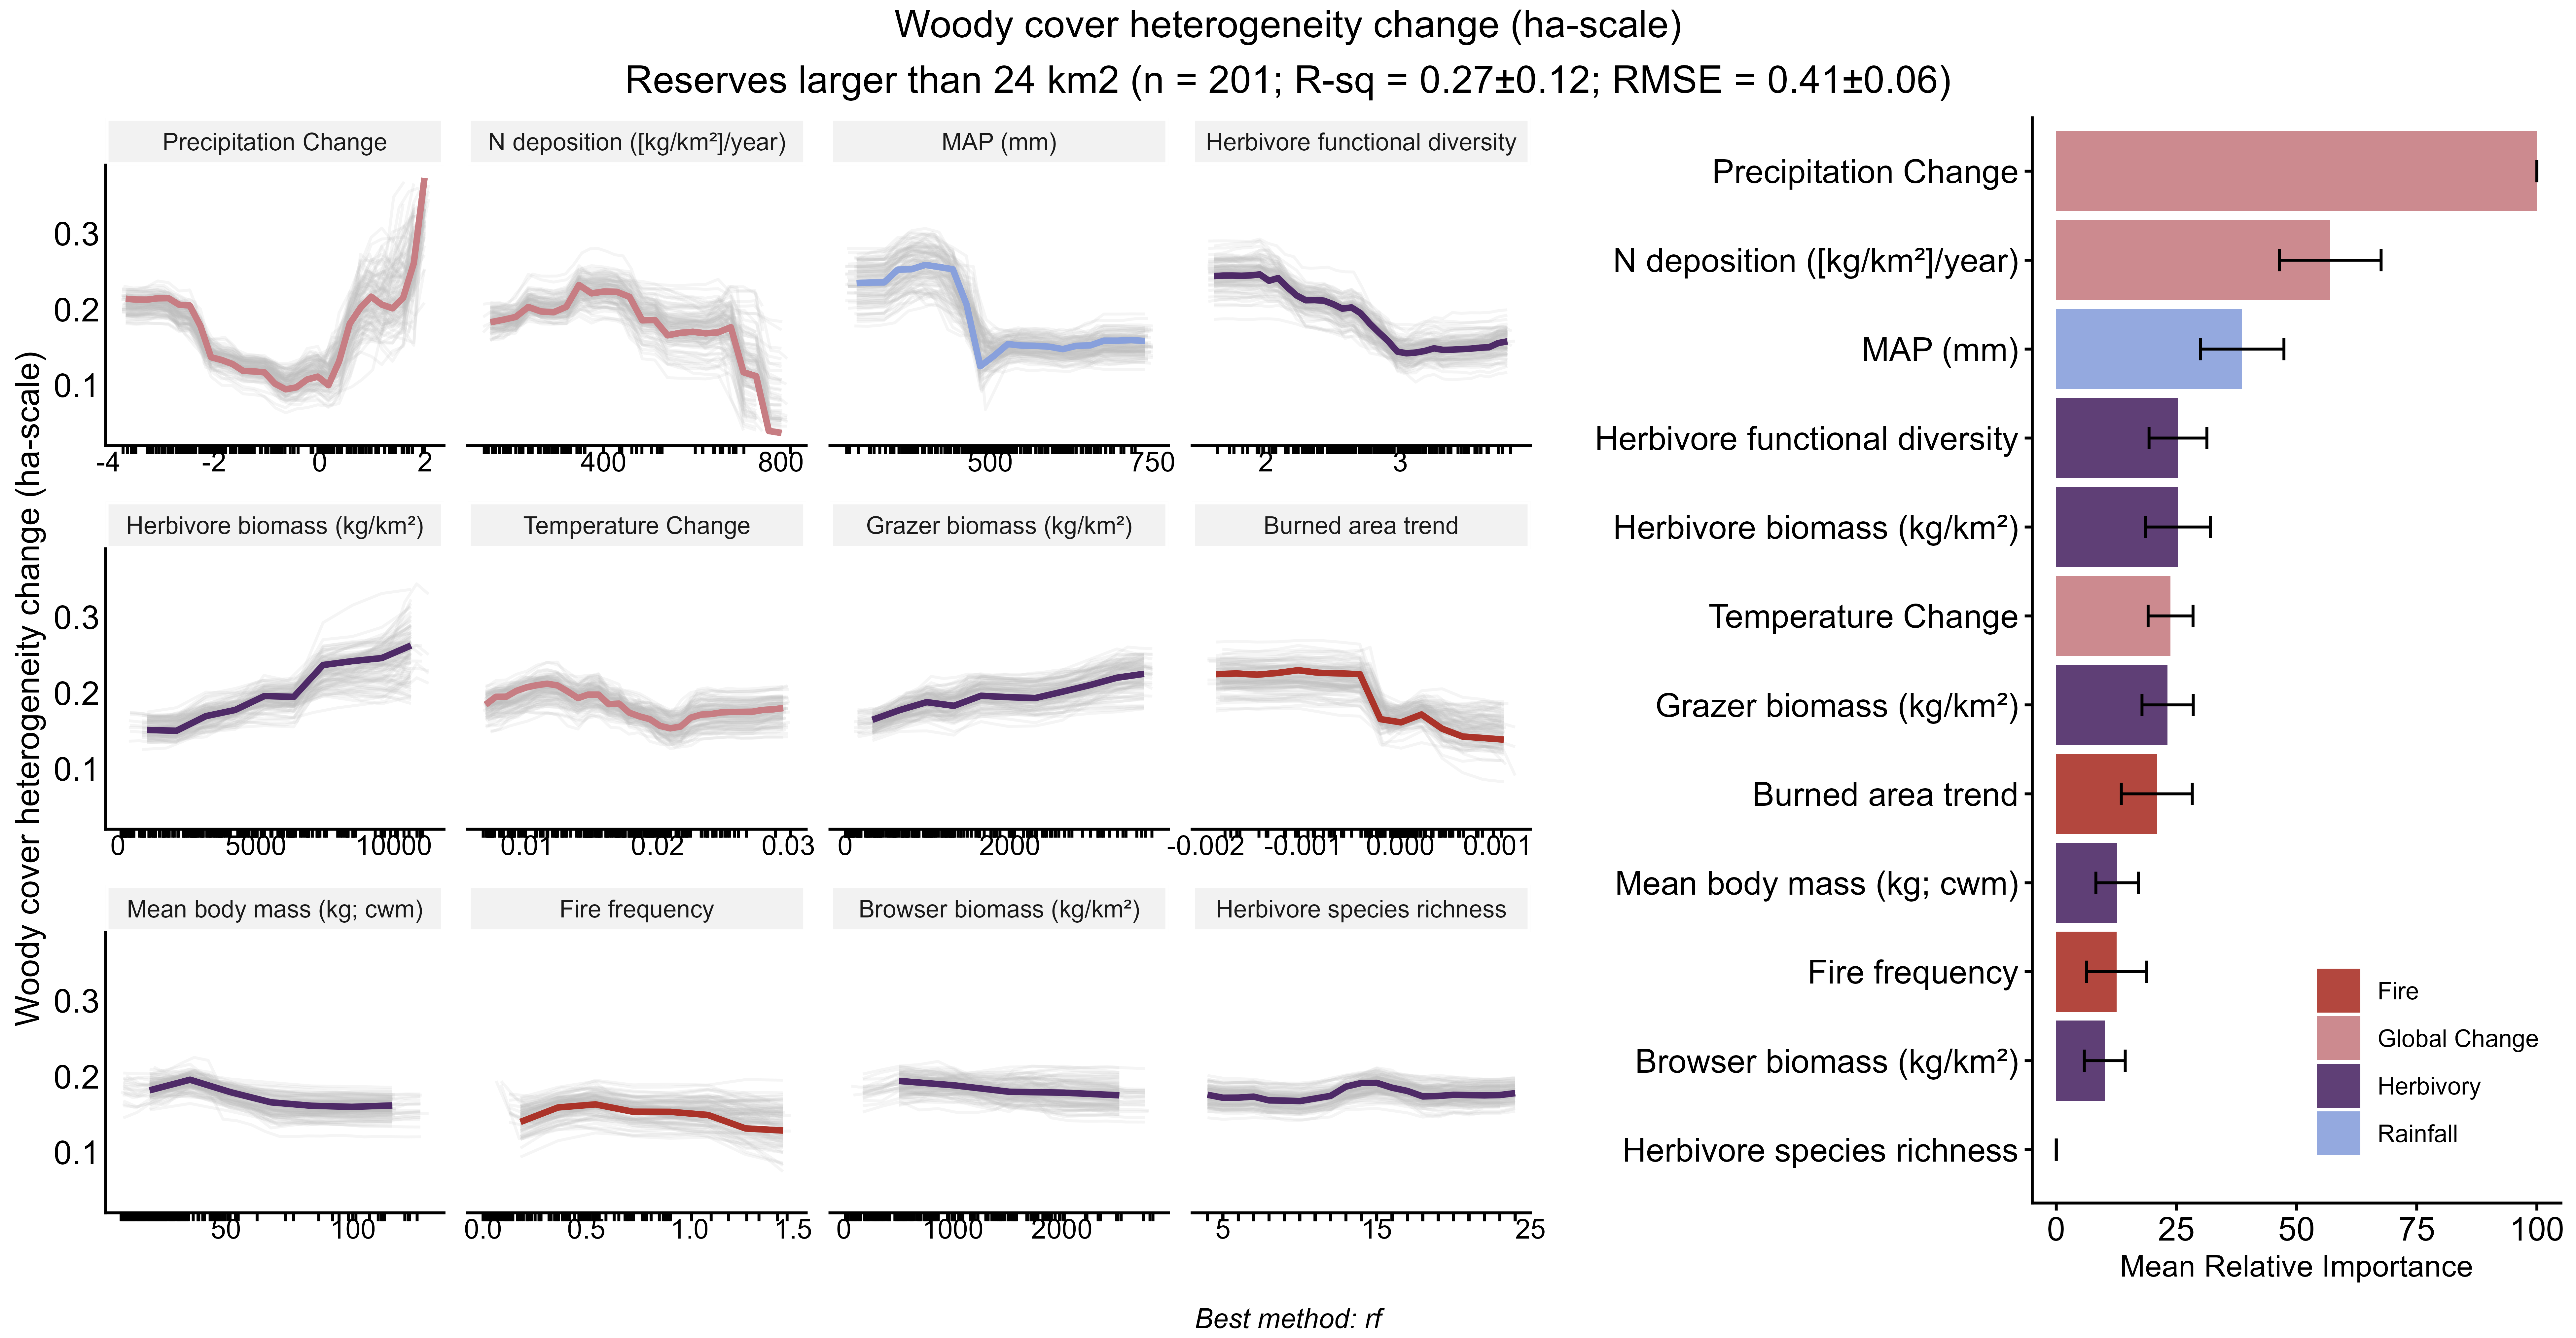 Woody cover heterogeneity change (ha-scale)
Reserves larger than 24 km2 (n = 201; R-sq = 0.27±0.12; RMSE = 0.41±0.06)
Woody cover heterogeneity change (ha-scale)
Precipitation Change
N deposition ([kg/km²]/year)
MAP (mm)
Herbivore functional diversity
0.3
0.2
0.1
-4 -2 0 2
400 800
500 750
2 3
Herbivore biomass (kg/km²)
Temperature Change
Grazer biomass (kg/km²)
Burned area trend
0.3
0.2
0.1
0 5000 10000
0.01 0.02 0.03
0 2000
-0.002 -0.001 0.000 0.001
Mean body mass (kg; cwm)
Fire frequency
Browser biomass (kg/km²)
Herbivore species richness
0.3
0.2
0.1
50 100
0.0 0.5 1.0 1.5
0 1000 2000
5 15 25
Best method: rf
Precipitation Change
N deposition ([kg/km²]/year)
MAP (mm)
Herbivore functional diversity
Herbivore biomass (kg/km²)
Temperature Change
Grazer biomass (kg/km²)
Burned area trend
Mean body mass (kg; cwm)
Fire frequency
Browser biomass (kg/km²)
Herbivore species richness
0 25 50 75 100
Mean Relative Importance
Fire
Global Change
Herbivory
Rainfall